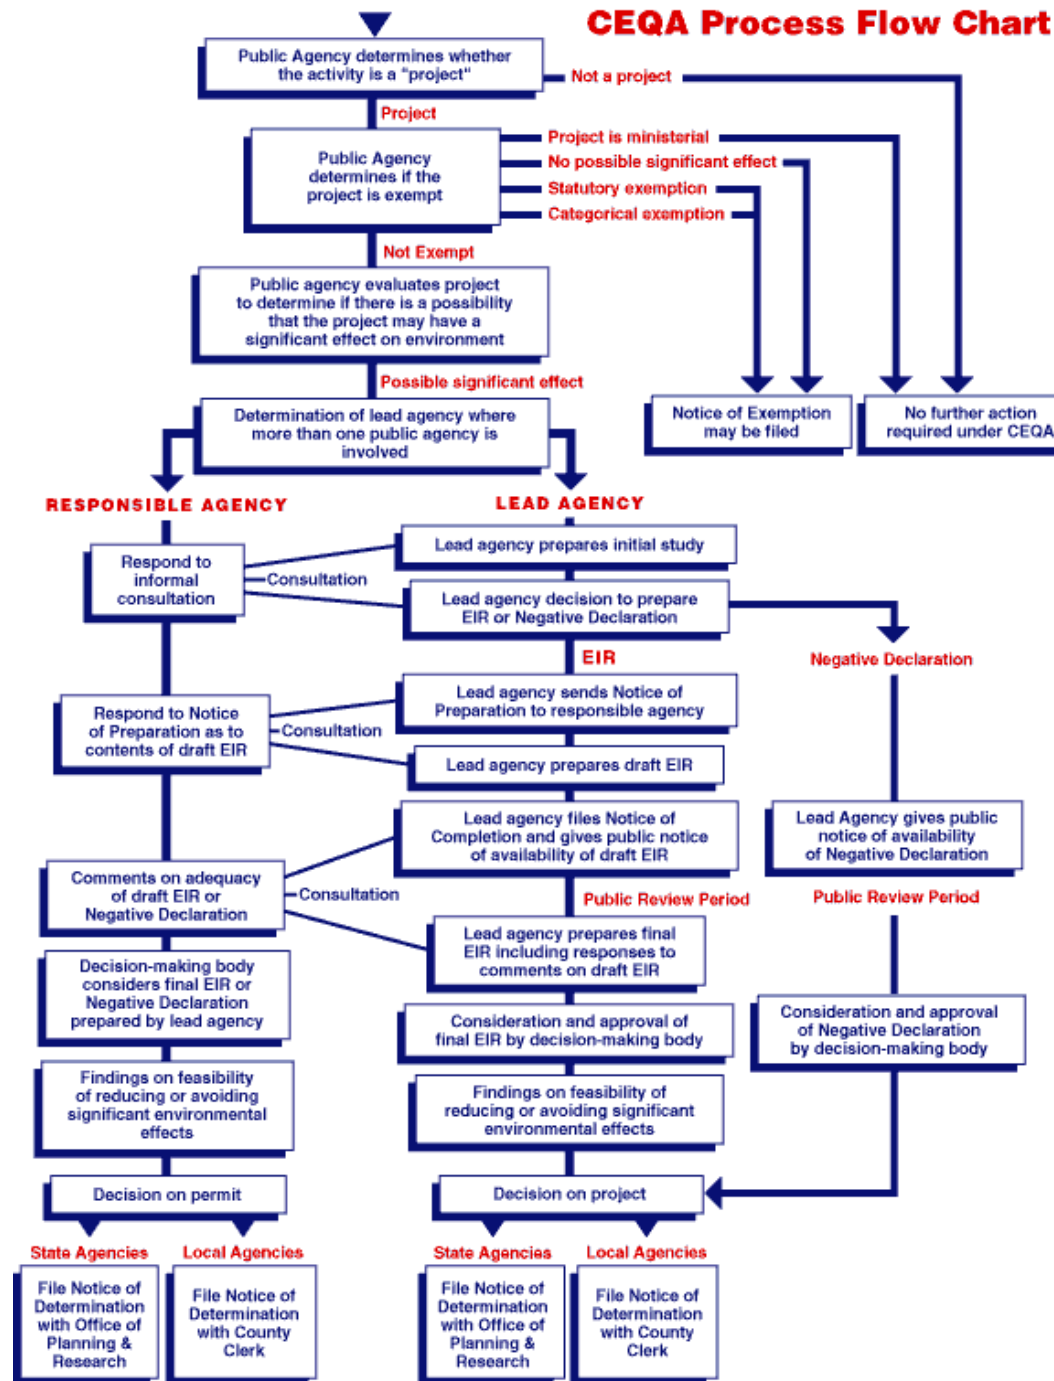 CEQA Process Flow Chart
Public Agency determines whether
the activity is a "project"
Not a project
Project
Public Agency
determines if the
project is exempt
Project is ministerial
No possible significant effect
Statutory exemption
Categorical exemption
Not Exempt
Public agency evaluates project
to determine if there is a possibility
that the project may have a
significant effect on environment
Possible significant effect
Notice of Exemption
may be filed
No further action
required under CEQA
Determination of lead agency where
more than one public agency is
involved
RESPONSIBLE AGENCY
LEAD AGENCY
Respond to
informal
consultation
Consultation
Lead agency prepares initial study
Lead agency decision to prepare
EIR or Negative Declaration
EIR
Negative Declaration
Respond to Notice
of Preparation as to
contents of draft EIR
Consultation
Lead agency sends Notice of
Preparation to responsible agency
Lead agency prepares draft EIR
Lead agency files Notice of
Completion and gives public notice
of availability of draft EIR
Lead Agency gives public
notice of availability
of Negative Declaration
Comments on adequacy
of draft EIR or
Negative Declaration
Consultation
Public Review Period
Public Review Period
Lead agency prepares final
EIR including responses to
comments on draft EIR
Decision-making body
considers final EIR or
Negative Declaration
prepared by lead agency
Consideration and approval of
final EIR by decision-making body
Consideration and approval
of Negative Declaration
by decision-making body
Findings on feasibility
of reducing or avoiding
significant environmental
effects
Findings on feasibility of
reducing or avoiding significant
environmental effects
Decision on permit
Decision on project
State Agencies
Local Agencies
State Agencies
Local Agencies
File Notice of
Determination
with Office of
Planning &
Research
File Notice of
Determination
with County
Clerk
File Notice of
Determination
with Office of
Planning &
Research
File Notice of
Determination
with County
Clerk